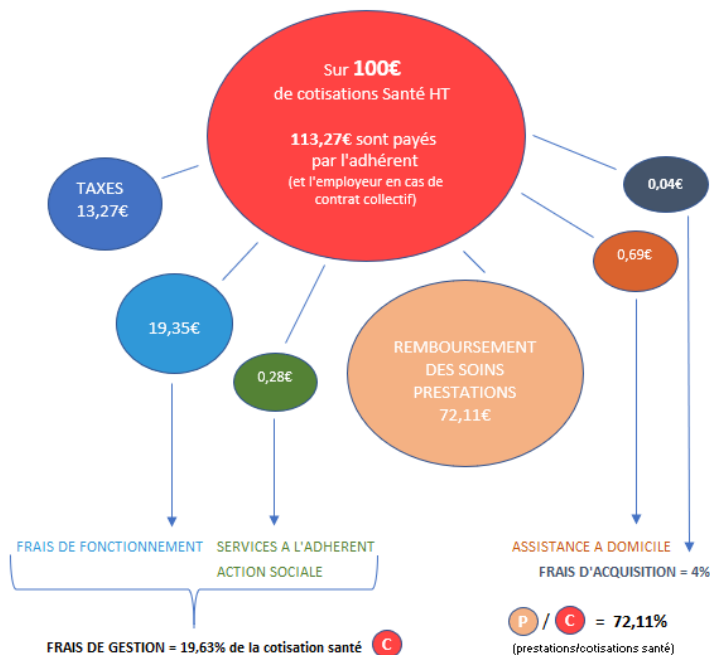 Sur 100€
de cotisations Santé HT
113,27€ sont payés
par l'adhérent
(et l'employeur en cas de
contrat collectif)
TAXES
13,27€
0,04€
0,69€
19,35€
0,28€
REMBOURSEMENT
DES SOINS
PRESTATIONS
72,11€
FRAIS DE FONCTIONNEMENT
SERVICES A L'ADHERENT
ACTION SOCIALE
ASSISTANCE A DOMICILE
FRAIS D'ACQUISITION = 4%
P / C = 72,11%
(prestations/cotisations santé)
FRAIS DE GESTION = 19,63% de la cotisation santé C